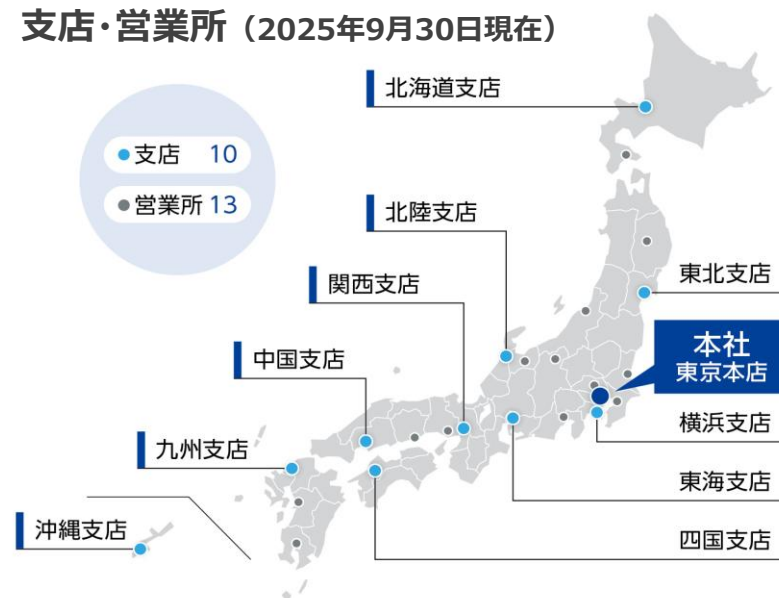 支店・営業所（2025年9月30日現在）
北海道支店
支店 10
営業所 13
北陸支店
東北支店
関西支店
本社
東京本店
中国支店
横浜支店
九州支店
東海支店
沖縄支店
四国支店